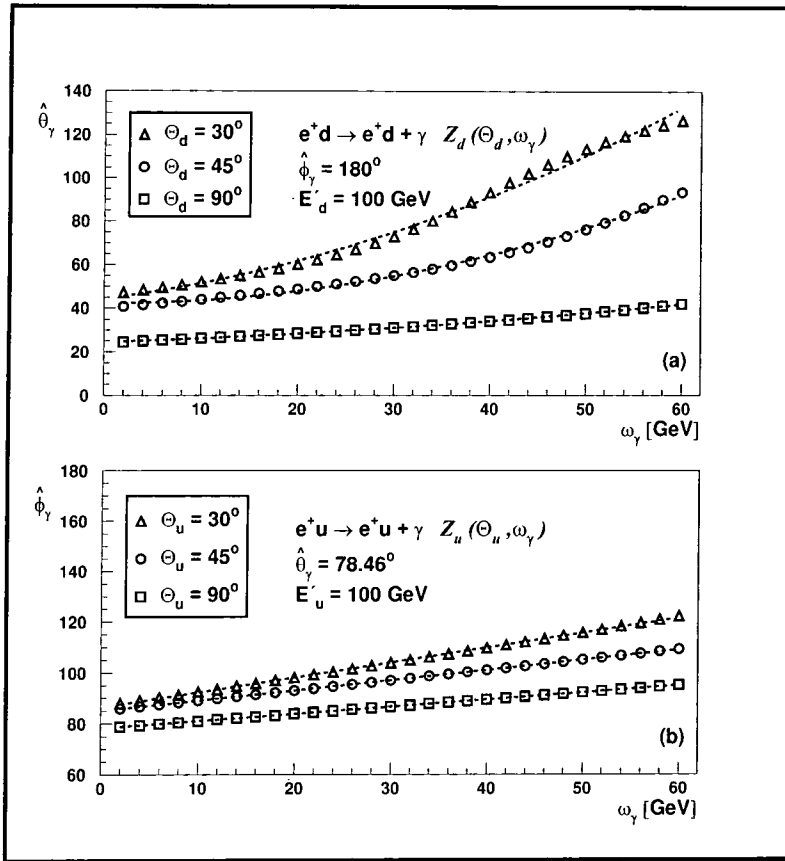 140
120
100
80
60
40
20
0
θ̂γ
Θd = 30°
Θd = 45°
Θd = 90°
e⁺d → e⁺d + γ Zd(Θd,ωγ)
φ̂γ = 180°
E´d = 100 GeV
(a)
0 10 20 30 40 50 60
ωγ [GeV]
180
160
140
120
100
80
60
φ̂γ
Θu = 30°
Θu = 45°
Θu = 90°
e⁺u → e⁺u + γ Zu(Θu,ωγ)
θ̂γ = 78.46°
E´u = 100 GeV
(b)
0 10 20 30 40 50 60
ωγ [GeV]